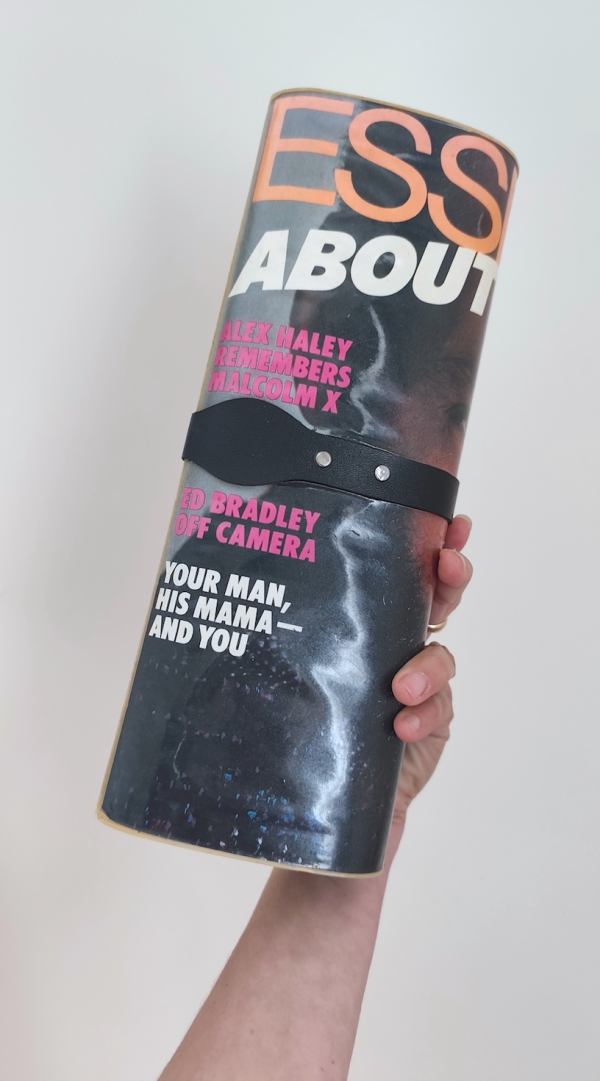 ESS
ABOUT
ALEX HALEY
REMEMBERS
MALCOLM X
ED BRADLEY
OFF CAMERA
YOUR MAN,
HIS MAMA—
AND YOU